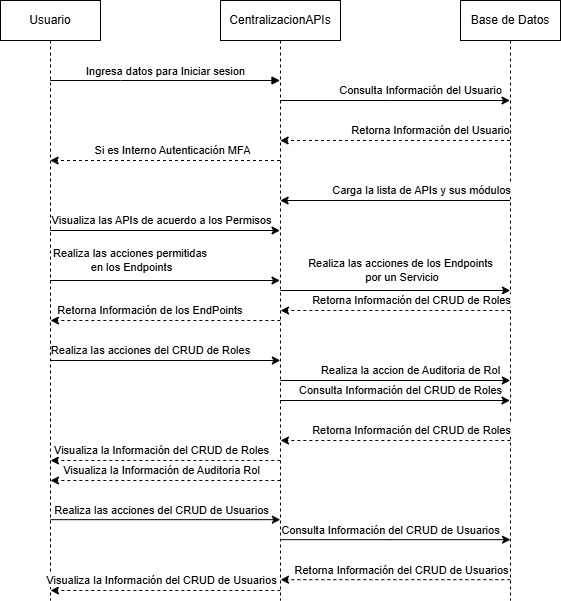 Usuario
CentralizacionAPIs
Base de Datos
Ingresa datos para Iniciar sesion
Consulta Información del Usuario
Retorna Información del Usuario
Si es Interno Autenticación MFA
Carga la lista de APIs y sus módulos
Visualiza las APIs de acuerdo a los Permisos
Realiza las acciones permitidas
en los Endpoints
Realiza las acciones de los Endpoints
por un Servicio
Retorna Información del CRUD de Roles
Retorna Información de los EndPoints
Realiza las acciones del CRUD de Roles
Realiza la accion de Auditoria de Rol
Consulta Información del CRUD de Roles
Retorna Información del CRUD de Roles
Visualiza la Información del CRUD de Roles
Visualiza la Información de Auditoria Rol
Realiza las acciones del CRUD de Usuarios
Consulta Información del CRUD de Usuarios
Retorna Información del CRUD de Usuarios
Visualiza la Información del CRUD de Usuarios